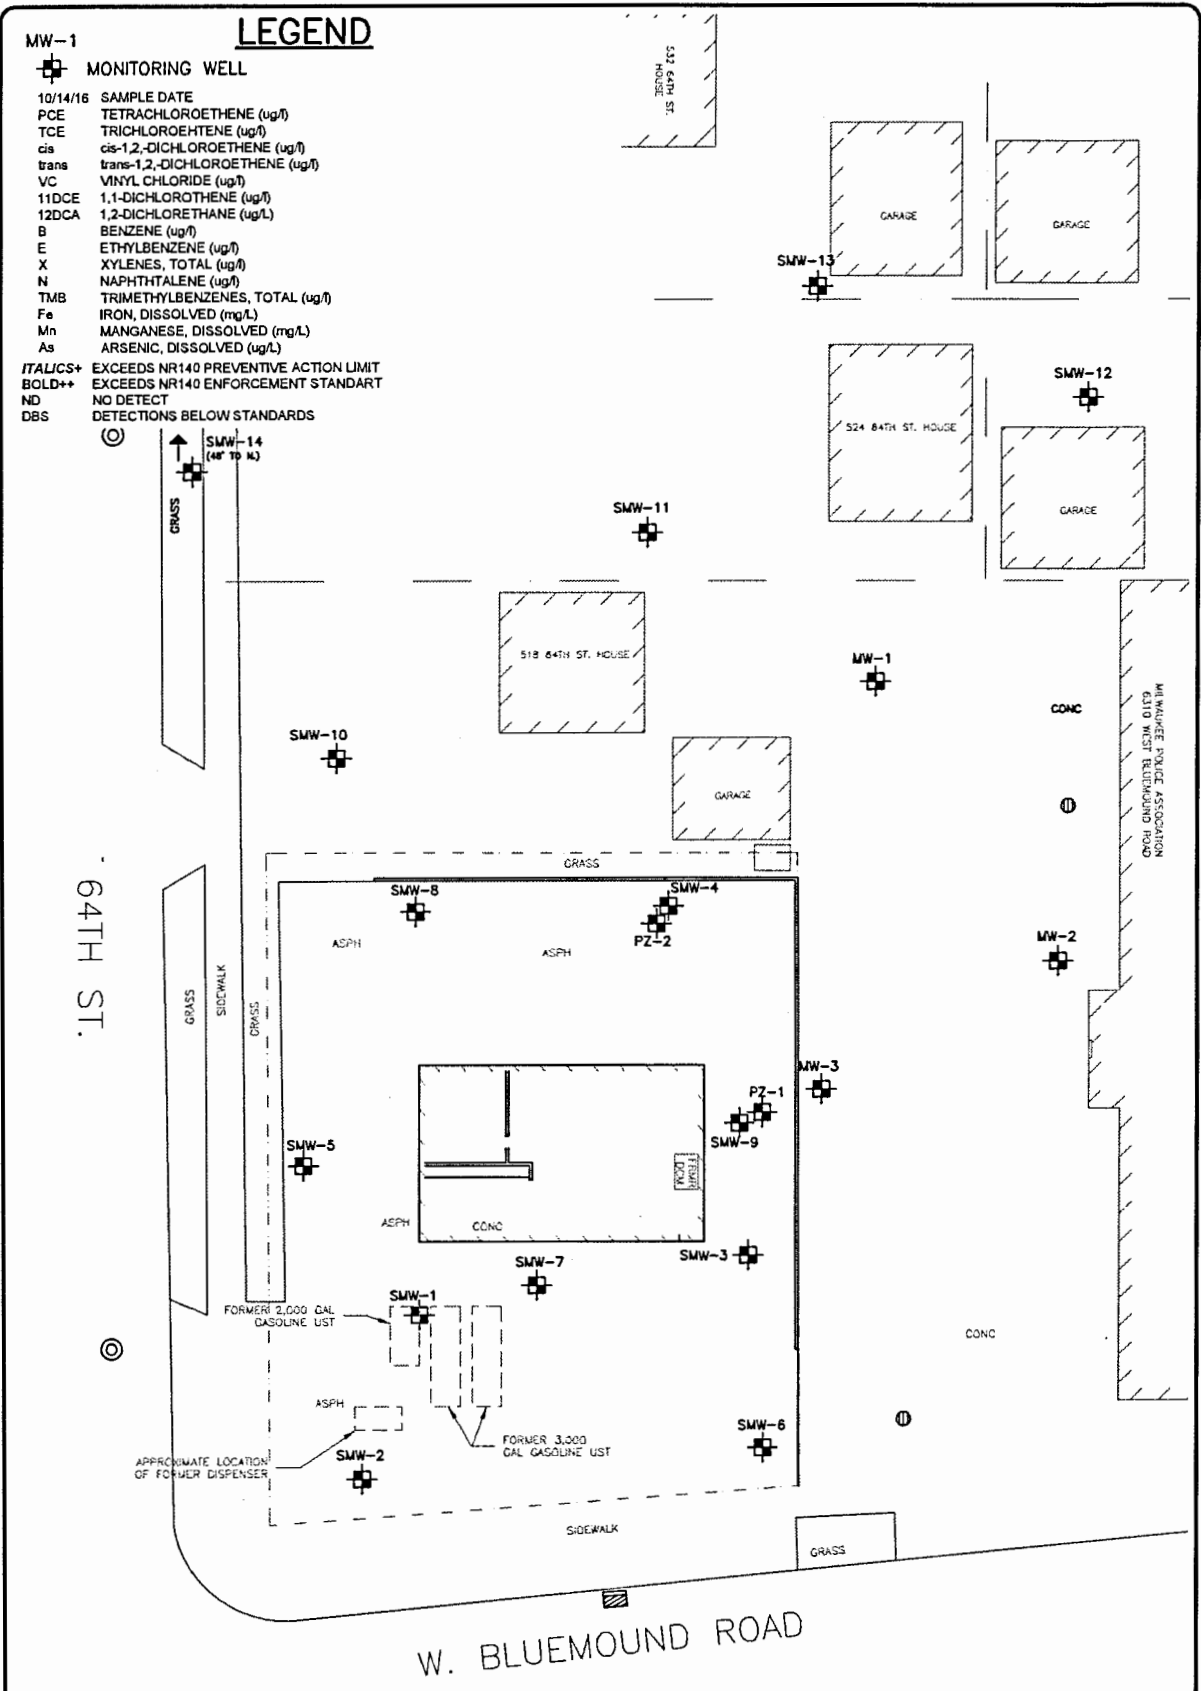 LEGEND
MW-1
MONITORING WELL
10/14/16 SAMPLE DATE
PCE TETRACHLOROETHENE (ug/l)
TCE TRICHLOROEHTENE (ug/l)
cis cis-1,2,-DICHLOROETHENE (ug/l)
trans trans-1,2,-DICHLOROETHENE (ug/l)
VC VINYL CHLORIDE (ug/l)
11DCE 1,1-DICHLOROTHENE (ug/l)
12DCA 1,2-DICHLORETHANE (ug/L)
B BENZENE (ug/l)
E ETHYLBENZENE (ug/l)
X XYLENES, TOTAL (ug/l)
N NAPHTHTALENE (ug/l)
TMB TRIMETHYLBENZENES, TOTAL (ug/l)
Fe IRON, DISSOLVED (mg/L)
Mn MANGANESE, DISSOLVED (mg/L)
As ARSENIC, DISSOLVED (ug/L)
ITALICS+ EXCEEDS NR140 PREVENTIVE ACTION LIMIT
BOLD++ EXCEEDS NR140 ENFORCEMENT STANDART
ND NO DETECT
DBS DETECTIONS BELOW STANDARDS
532 64TH ST.
HOUSE
GARAGE
GARAGE
SMW-13
SMW-12
524 64TH ST. HOUSE
GARAGE
SMW-14
(48' TO N.)
GRASS
SMW-11
518 64TH ST. HOUSE
MW-1
CONC
MILWAUKEE POLICE ASSOCIATION
6310 WEST BLUEMOUND ROAD
SMW-10
GARAGE
GRASS
SMW-8
SMW-4
PZ-2
ASPH
ASPH
MW-2
64TH ST.
GRASS
SIDEWALK
GRASS
MW-3
PZ-1
SMW-9
SMW-5
FRMR
DCM
ASPH
CONC
SMW-3
SMW-7
SMW-1
FORMER 2,000 GAL
GASOLINE UST
CONC
ASPH
SMW-6
FORMER 3,000
GAL GASOLINE UST
APPROXIMATE LOCATION
OF FORMER DISPENSER
SMW-2
SIDEWALK
GRASS
W. BLUEMOUND ROAD